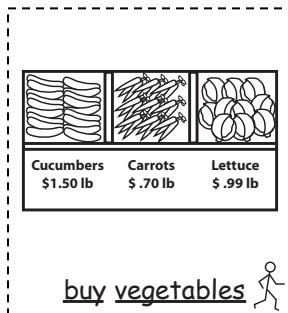 Cucumbers Carrots Lettuce
$1.50 lb $ .70 lb $ .99 lb
buy vegetables